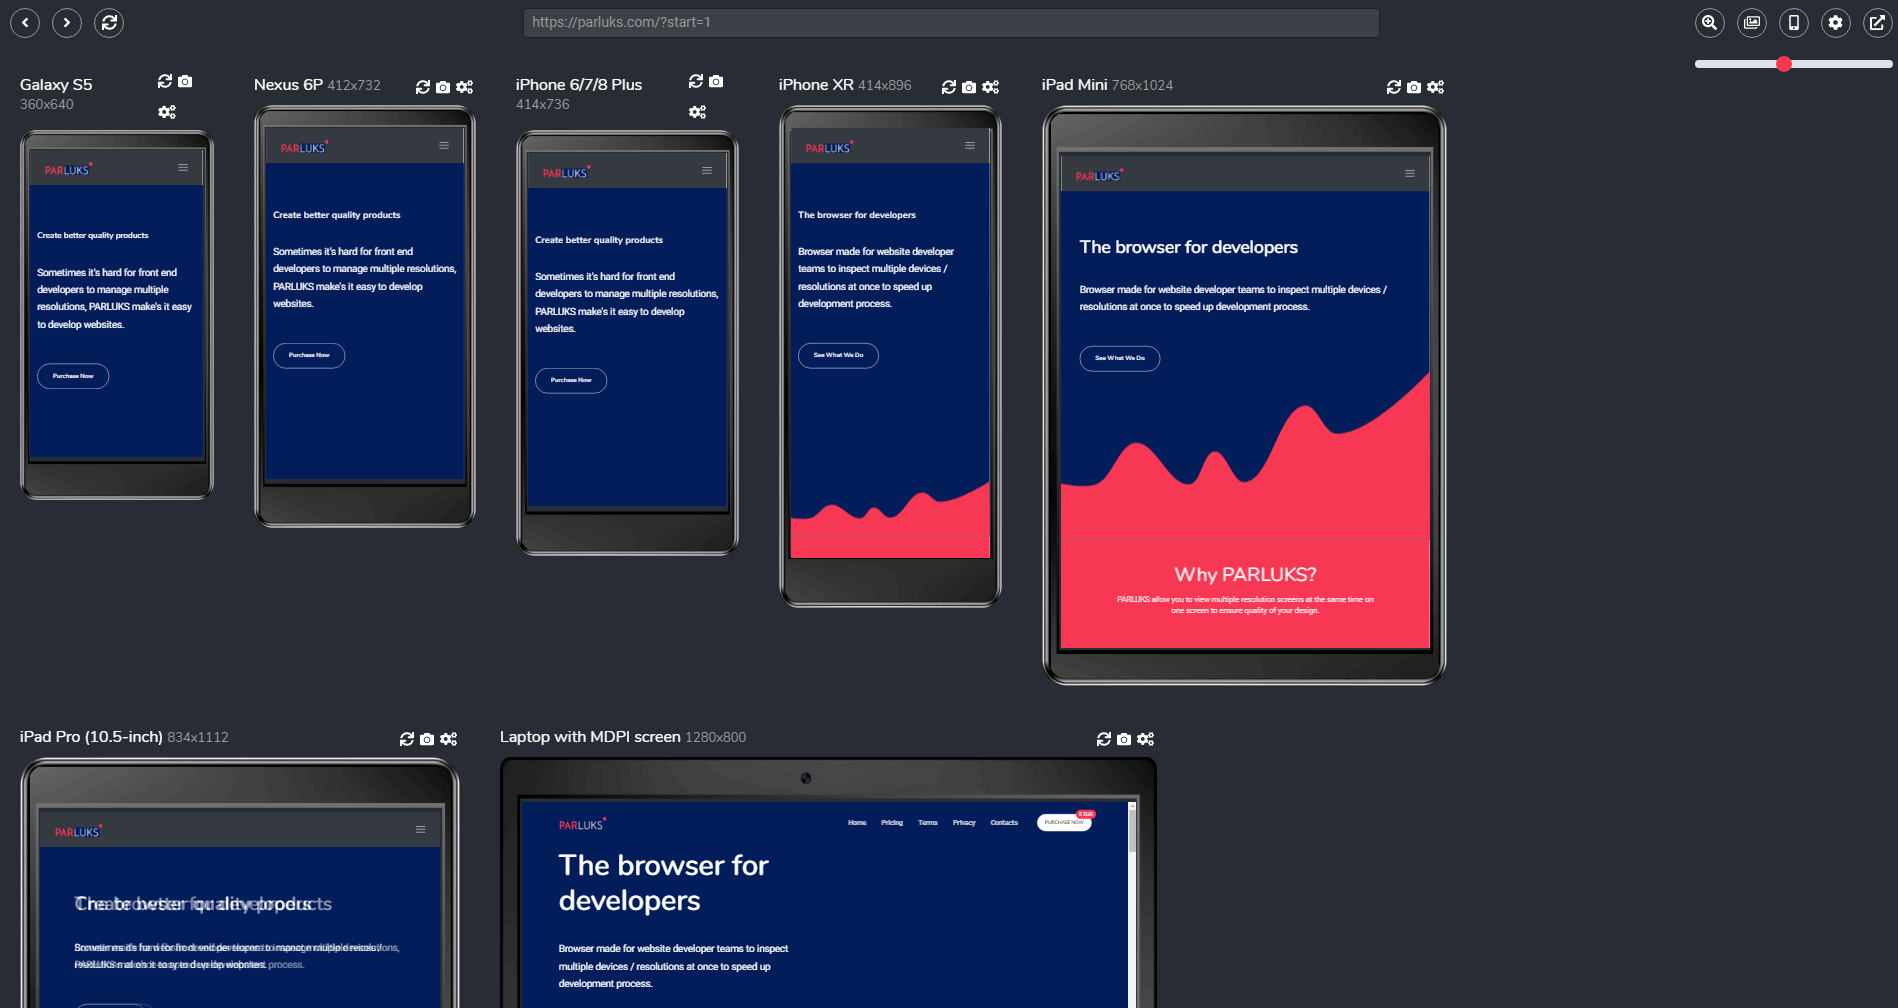 https://parluks.com/?start=1
Galaxy S5
360x640
PARLUKS
Create better quality products
Sometimes it's hard for front end
developers to manage multiple
resolutions, PARLUKS make's it easy
to develop websites.
Purchase Now
Nexus 6P 412x732
PARLUKS
Create better quality products
Sometimes it's hard for front end
developers to manage multiple resolutions,
PARLUKS make's it easy to develop
websites.
Purchase Now
iPhone 6/7/8 Plus
414x736
PARLUKS
Create better quality products
Sometimes it's hard for front end
developers to manage multiple resolutions,
PARLUKS make's it easy to develop
websites.
Purchase Now
iPhone XR 414x896
PARLUKS
The browser for developers
Browser made for website developer
teams to inspect multiple devices /
resolutions at once to speed up
development process.
See What We Do
iPad Mini 768x1024
PARLUKS
The browser for developers
Browser made for website developer teams to inspect multiple devices /
resolutions at once to speed up development process.
See What We Do
Why PARLUKS?
PARLUKS allow you to view multiple resolution screens at the same time on
one screen to ensure quality of your design.
iPad Pro (10.5-inch) 834x1112
PARLUKS
Laptop with MDPI screen 1280x800
PARLUKS
Home Pricing Terms Privacy Contacts PURCHASE NOW 5 EUR
The browser for
developers
Browser made for website developer teams to inspect
multiple devices / resolutions at once to speed up
development process.